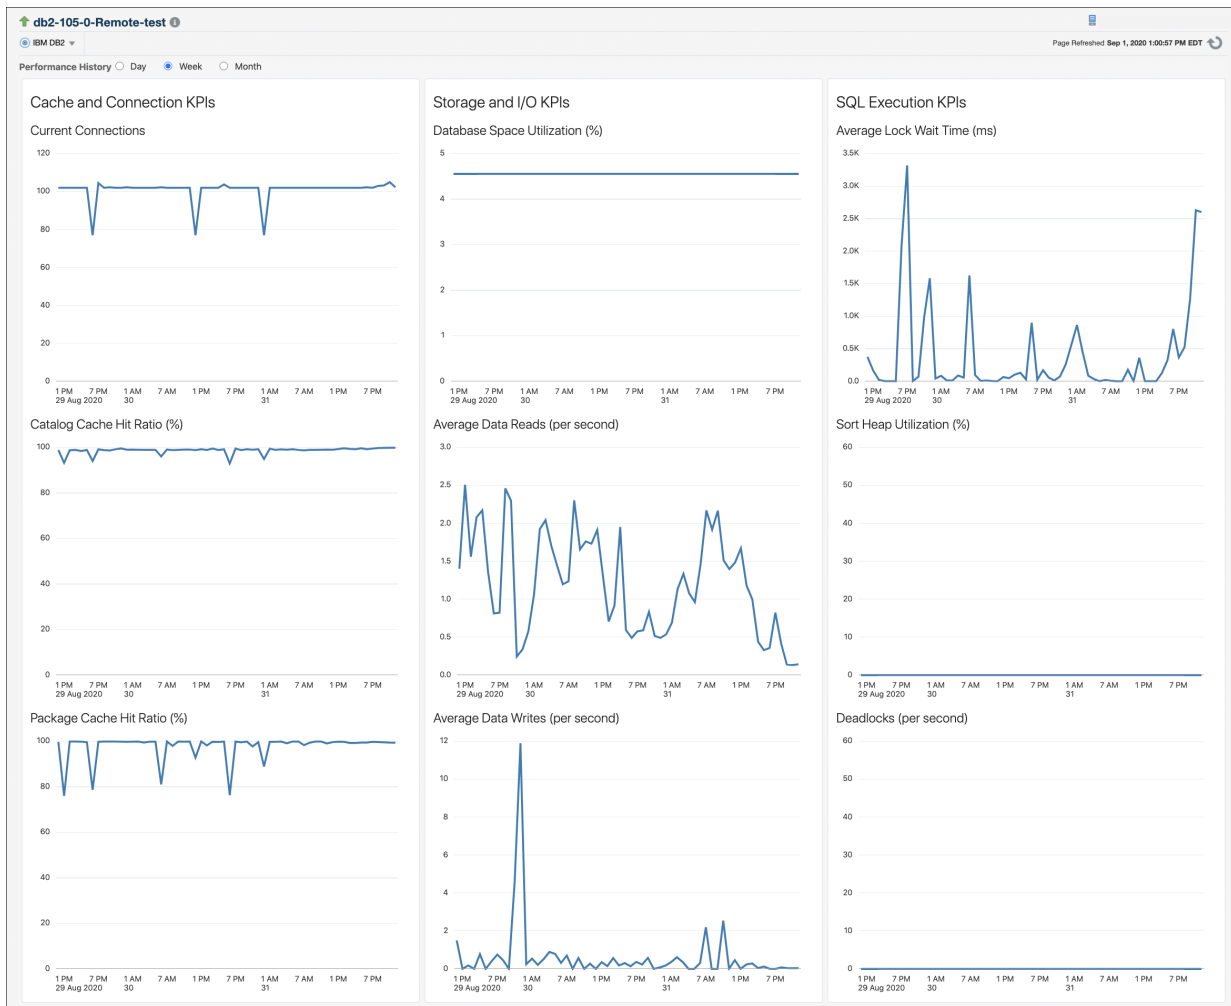 db2-105-0-Remote-test
IBM DB2
Page Refreshed Sep 1, 2020 1:00:57 PM EDT
Performance History Day Week Month
Cache and Connection KPIs
Current Connections
120
100
80
60
40
20
0
1 PM 7 PM 1 AM 7 AM 1 PM 7 PM 1 AM 7 AM 1 PM 7 PM
29 Aug 2020 30 31
Catalog Cache Hit Ratio (%)
100
80
60
40
20
0
1 PM 7 PM 1 AM 7 AM 1 PM 7 PM 1 AM 7 AM 1 PM 7 PM
29 Aug 2020 30 31
Package Cache Hit Ratio (%)
100
80
60
40
20
0
1 PM 7 PM 1 AM 7 AM 1 PM 7 PM 1 AM 7 AM 1 PM 7 PM
29 Aug 2020 30 31
Storage and I/O KPIs
Database Space Utilization (%)
5
4
3
2
1
0
1 PM 7 PM 1 AM 7 AM 1 PM 7 PM 1 AM 7 AM 1 PM 7 PM
29 Aug 2020 30 31
Average Data Reads (per second)
3.0
2.5
2.0
1.5
1.0
0.5
0.0
1 PM 7 PM 1 AM 7 AM 1 PM 7 PM 1 AM 7 AM 1 PM 7 PM
29 Aug 2020 30 31
Average Data Writes (per second)
12
10
8
6
4
2
0
1 PM 7 PM 1 AM 7 AM 1 PM 7 PM 1 AM 7 AM 1 PM 7 PM
29 Aug 2020 30 31
SQL Execution KPIs
Average Lock Wait Time (ms)
3.5K
3.0K
2.5K
2.0K
1.5K
1.0K
0.5K
0.0
1 PM 7 PM 1 AM 7 AM 1 PM 7 PM 1 AM 7 AM 1 PM 7 PM
29 Aug 2020 30 31
Sort Heap Utilization (%)
60
50
40
30
20
10
0
1 PM 7 PM 1 AM 7 AM 1 PM 7 PM 1 AM 7 AM 1 PM 7 PM
29 Aug 2020 30 31
Deadlocks (per second)
60
50
40
30
20
10
0
1 PM 7 PM 1 AM 7 AM 1 PM 7 PM 1 AM 7 AM 1 PM 7 PM
29 Aug 2020 30 31